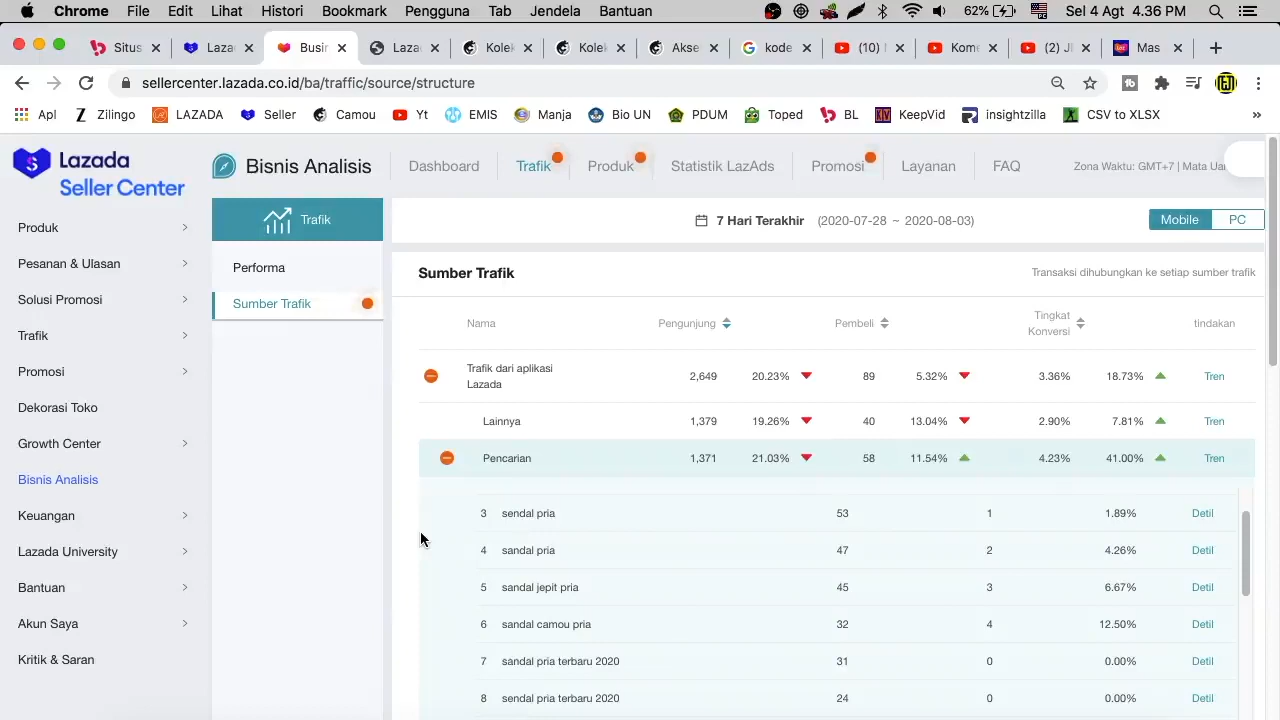 Chrome File Edit Lihat Histori Bookmark Pengguna Tab Jendela Bantuan 62% Sel 4 Agt 4.36 PM
Situs Lazar Busir Laza Kolek Kolek Akse kode (10) Kome (2) Mas
sellercenter.lazada.co.id/ba/traffic/source/structure
Apl Zilingo LAZADA Seller Camou Yt EMIS Manja Bio UN PDUM Toped BL KeepVid insightzilla CSV to XLSX
Lazada
Seller Center
Bisnis Analisis Dashboard Trafik Produk Statistik LazAds Promosi Layanan FAQ Zona Waktu: GMT+7 | Mata
Produk
Pesanan & Ulasan
Solusi Promosi
Trafik
Promosi
Dekorasi Toko
Growth Center
Bisnis Analisis
Keuangan
Lazada University
Bantuan
Akun Saya
Kritik & Saran
Trafik
Performa
Sumber Trafik
7 Hari Terakhir (2020-07-28 ~ 2020-08-03) Mobile PC
Sumber Trafik Transaksi dihubungkan ke setiap sumber trafik
Nama Pengunjung Pembeli Tingkat Konversi tindakan
Trafik dari aplikasi
Lazada 2,649 20.23% 89 5.32% 3.36% 18.73% Tren
Lainnya 1,379 19.26% 40 13.04% 2.90% 7.81% Tren
Pencarian 1,371 21.03% 58 11.54% 4.23% 41.00% Tren
3 sendal pria 53 1 1.89% Detil
4 sandal pria 47 2 4.26% Detil
5 sandal jepit pria 45 3 6.67% Detil
6 sandal camou pria 32 4 12.50% Detil
7 sandal pria terbaru 2020 31 0 0.00% Detil
8 sendal pria terbaru 2020 24 0 0.00% Detil